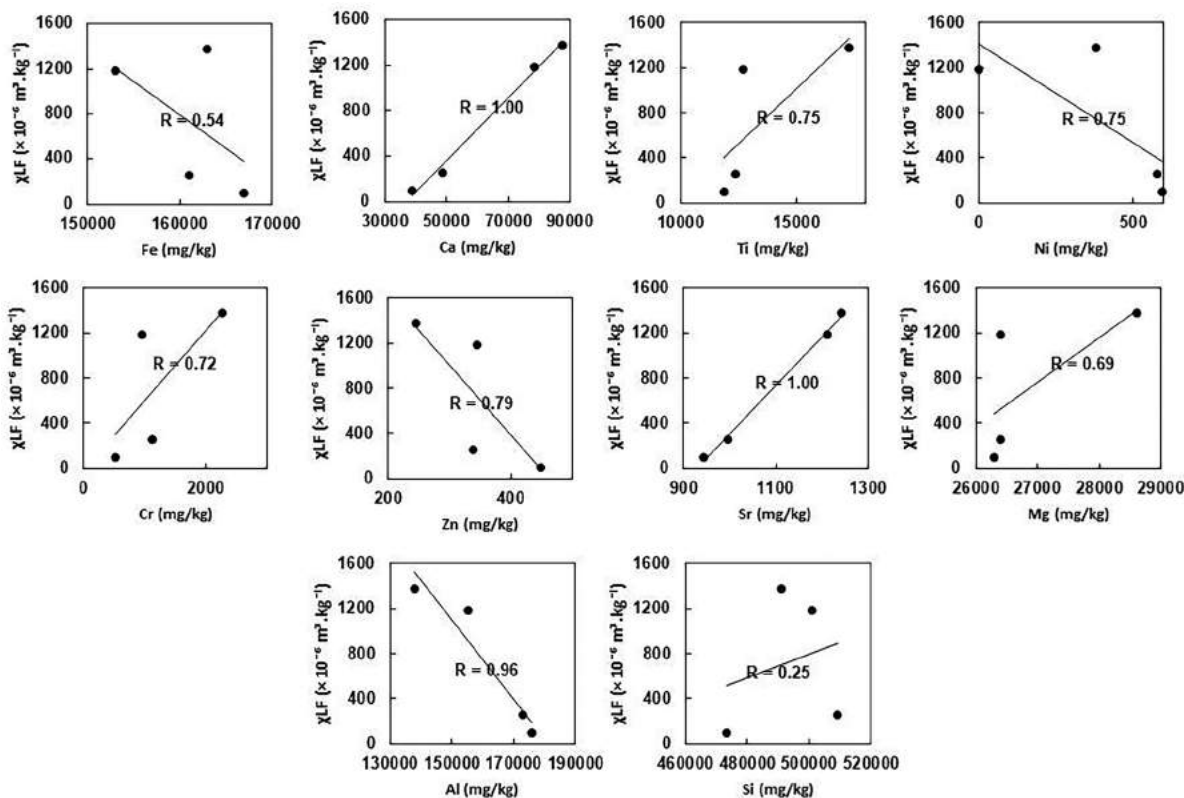 1600
1200
800
400
0
χLF (× 10⁻⁶ m³.kg⁻¹)
R = 0.54
150000 160000 170000
Fe (mg/kg)
1600
1200
800
400
0
χLF (× 10⁻⁶ m³.kg⁻¹)
R = 1.00
30000 50000 70000 90000
Ca (mg/kg)
1600
1200
800
400
0
χLF (× 10⁻⁶ m³.kg⁻¹)
R = 0.75
10000 15000
Ti (mg/kg)
1600
1200
800
400
0
χLF (× 10⁻⁶ m³.kg⁻¹)
R = 0.75
0 500
Ni (mg/kg)
1600
1200
800
400
0
χLF (× 10⁻⁶ m³.kg⁻¹)
R = 0.72
0 2000
Cr (mg/kg)
1600
1200
800
400
0
χLF (× 10⁻⁶ m³.kg⁻¹)
R = 0.79
200 400
Zn (mg/kg)
1600
1200
800
400
0
χLF (× 10⁻⁶ m³.kg⁻¹)
R = 1.00
900 1100 1300
Sr (mg/kg)
1600
1200
800
400
0
χLF (× 10⁻⁶ m³.kg⁻¹)
R = 0.69
26000 27000 28000 29000
Mg (mg/kg)
1600
1200
800
400
0
χLF (× 10⁻⁶ m³.kg⁻¹)
R = 0.96
130000 150000 170000 190000
Al (mg/kg)
1600
1200
800
400
0
χLF (× 10⁻⁶ m³.kg⁻¹)
R = 0.25
460000 480000 500000 520000
Si (mg/kg)